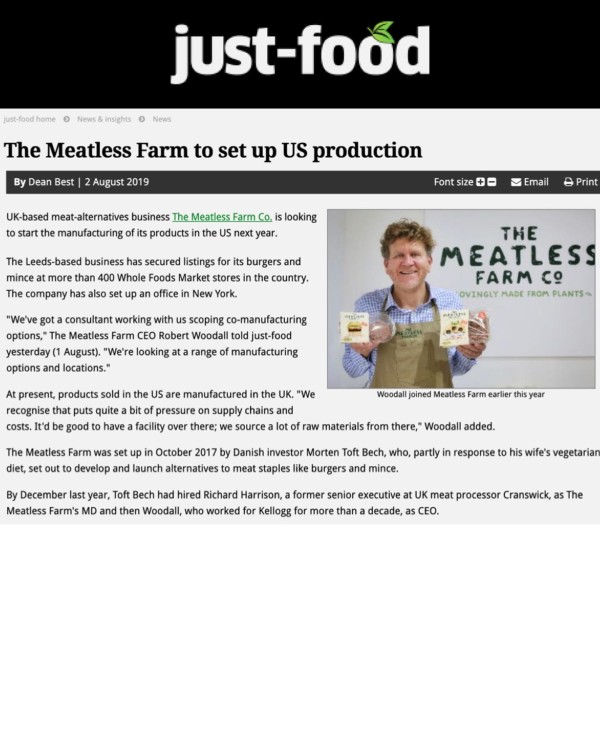 just-food
just-food home News & Insights News
The Meatless Farm to set up US production
By Dean Best | 2 August 2019 Font size Email Print
UK-based meat-alternatives business The Meatless Farm Co. is looking
to start the manufacturing of its products in the US next year.
The Leeds-based business has secured listings for its burgers and
mince at more than 400 Whole Foods Market stores in the country.
The company has also set up an office in New York.
"We've got a consultant working with us scoping co-manufacturing
options," The Meatless Farm CEO Robert Woodall told just-food
yesterday (1 August). "We're looking at a range of manufacturing
options and locations."
THE
MEATLESS
FARM CO
OVINGLY MADE FROM PLANTS
Woodall joined Meatless Farm earlier this year
At present, products sold in the US are manufactured in the UK. "We
recognise that puts quite a bit of pressure on supply chains and
costs. It'd be good to have a facility over there; we source a lot of raw materials from there," Woodall added.
The Meatless Farm was set up in October 2017 by Danish investor Morten Toft Bech, who, partly in response to his wife's vegetarian
diet, set out to develop and launch alternatives to meat staples like burgers and mince.
By December last year, Toft Bech had hired Richard Harrison, a former senior executive at UK meat processor Cranswick, as The
Meatless Farm's MD and then Woodall, who worked for Kellogg for more than a decade, as CEO.